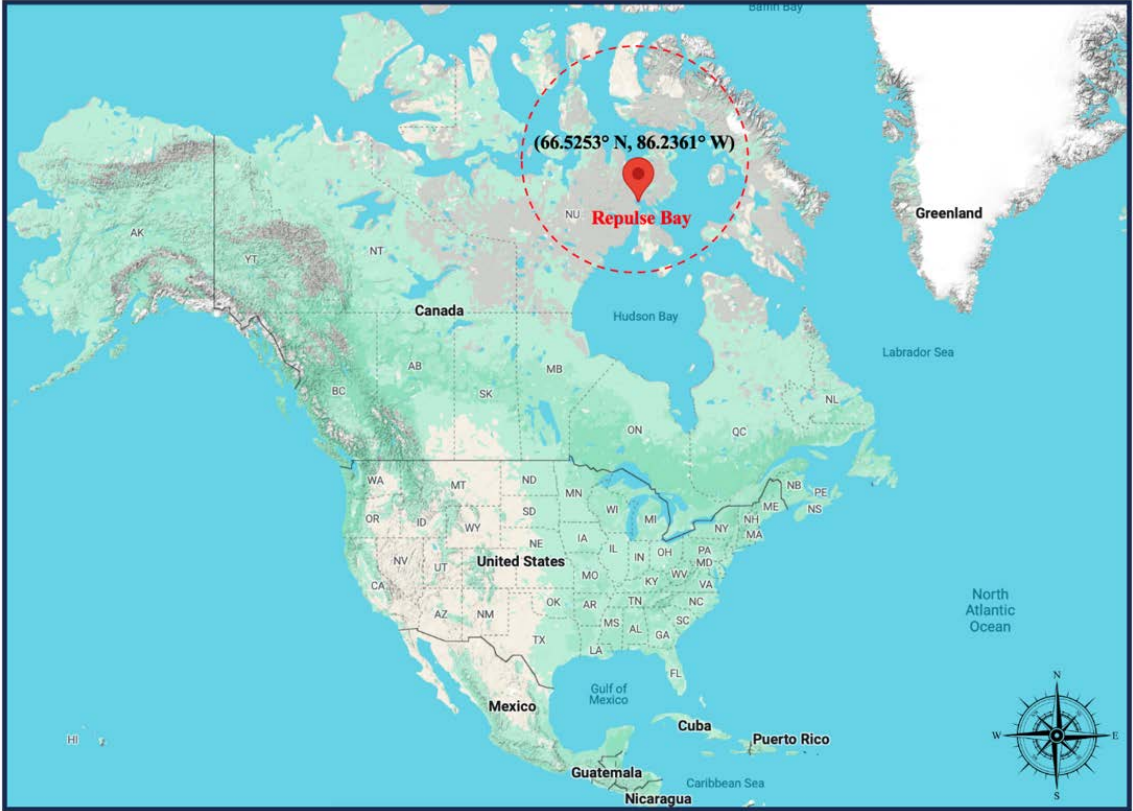 Baffin Bay
(66.5253° N, 86.2361° W)
Repulse Bay
NU
Greenland
AK
YT
NT
Canada
Hudson Bay
Labrador Sea
AB
MB
BC
SK
NL
ON
QC
WA
MT
ND
MN
NB
PE
ME
NS
OR
ID
SD
WI
MI
NY
NH
MA
WY
NE
IA
IL
IN
OH
PA
MD
NV
UT
United States
MO
KY
WV
VA
CA
AZ
NM
OK
AR
TN
NC
SC
MS
AL
GA
TX
LA
FL
North
Atlantic
Ocean
Gulf of
Mexico
Mexico
Cuba
Puerto Rico
HI
Guatemala
Caribbean Sea
Nicaragua
N
W
E
S